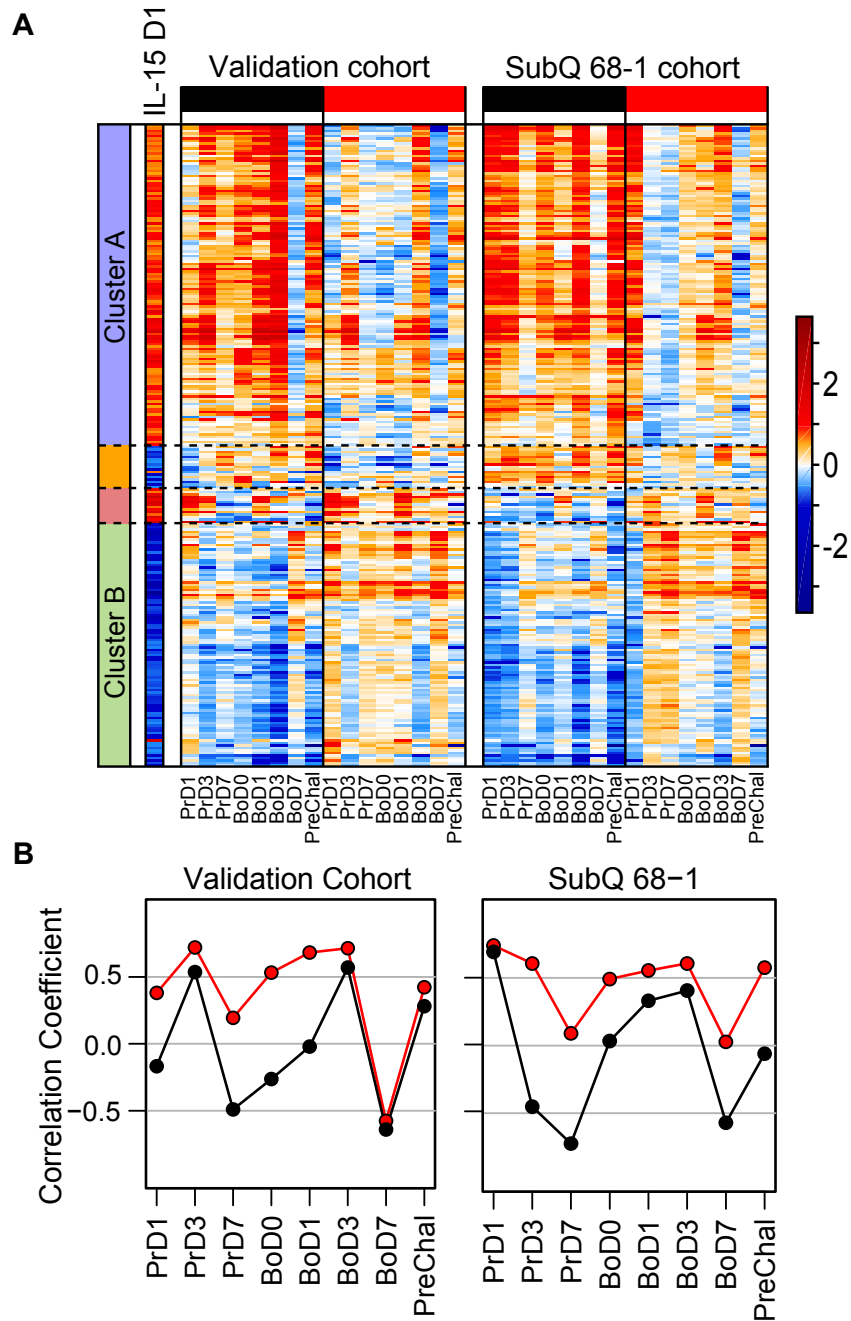 A
IL-15 D1
Validation cohort
SubQ 68-1 cohort
Cluster A
Cluster B
2
0
-2
PrD1
PrD3
PrD7
BoD0
BoD1
BoD3
BoD7
PreChal
PrD1
PrD3
PrD7
BoD0
BoD1
BoD3
BoD7
PreChal
PrD1
PrD3
PrD7
BoD0
BoD1
BoD3
BoD7
PreChal
PrD1
PrD3
PrD7
BoD0
BoD1
BoD3
BoD7
PreChal
B
Validation Cohort
SubQ 68−1
Correlation Coefficient
0.5
0.0
−0.5
PrD1
PrD3
PrD7
BoD0
BoD1
BoD3
BoD7
PreChal
PrD1
PrD3
PrD7
BoD0
BoD1
BoD3
BoD7
PreChal